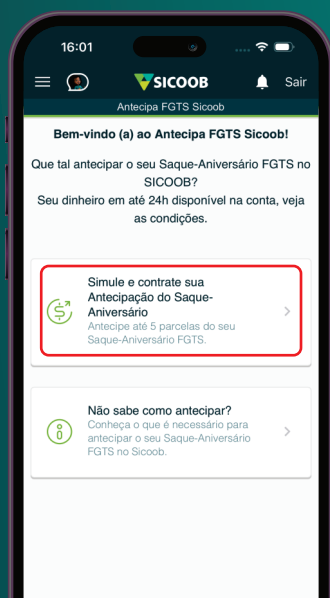 16:01
SICOOB
Sair
Antecipa FGTS Sicoob
Bem-vindo (a) ao Antecipa FGTS Sicoob!
Que tal antecipar o seu Saque-Aniversário FGTS no
SICOOB?
Seu dinheiro em até 24h disponível na conta, veja
as condições.
Simule e contrate sua
Antecipação do Saque-
Aniversário
Antecipe até 5 parcelas do seu
Saque-Aniversário FGTS.
Não sabe como antecipar?
Conheça o que é necessário para
antecipar o seu Saque-Aniversário
FGTS no Sicoob.